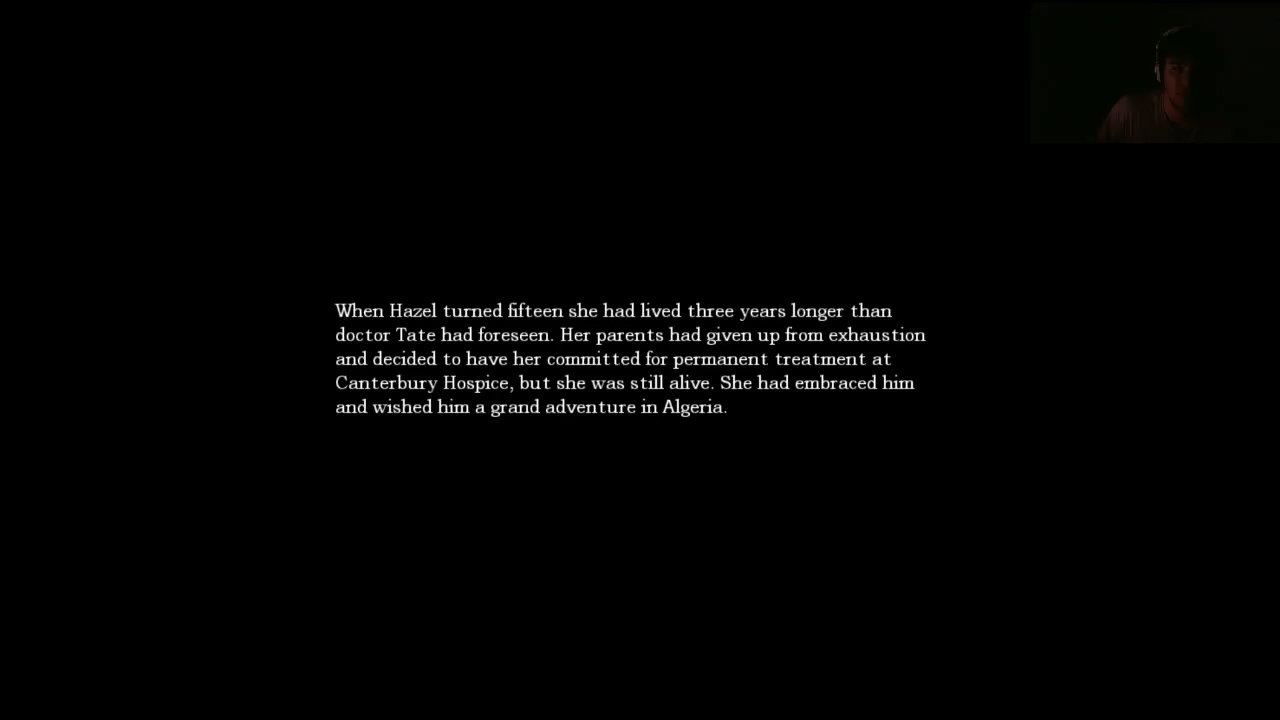 When Hazel turned fifteen she had lived three years longer than
doctor Tate had foreseen. Her parents had given up from exhaustion
and decided to have her committed for permanent treatment at
Canterbury Hospice, but she was still alive. She had embraced him
and wished him a grand adventure in Algeria.